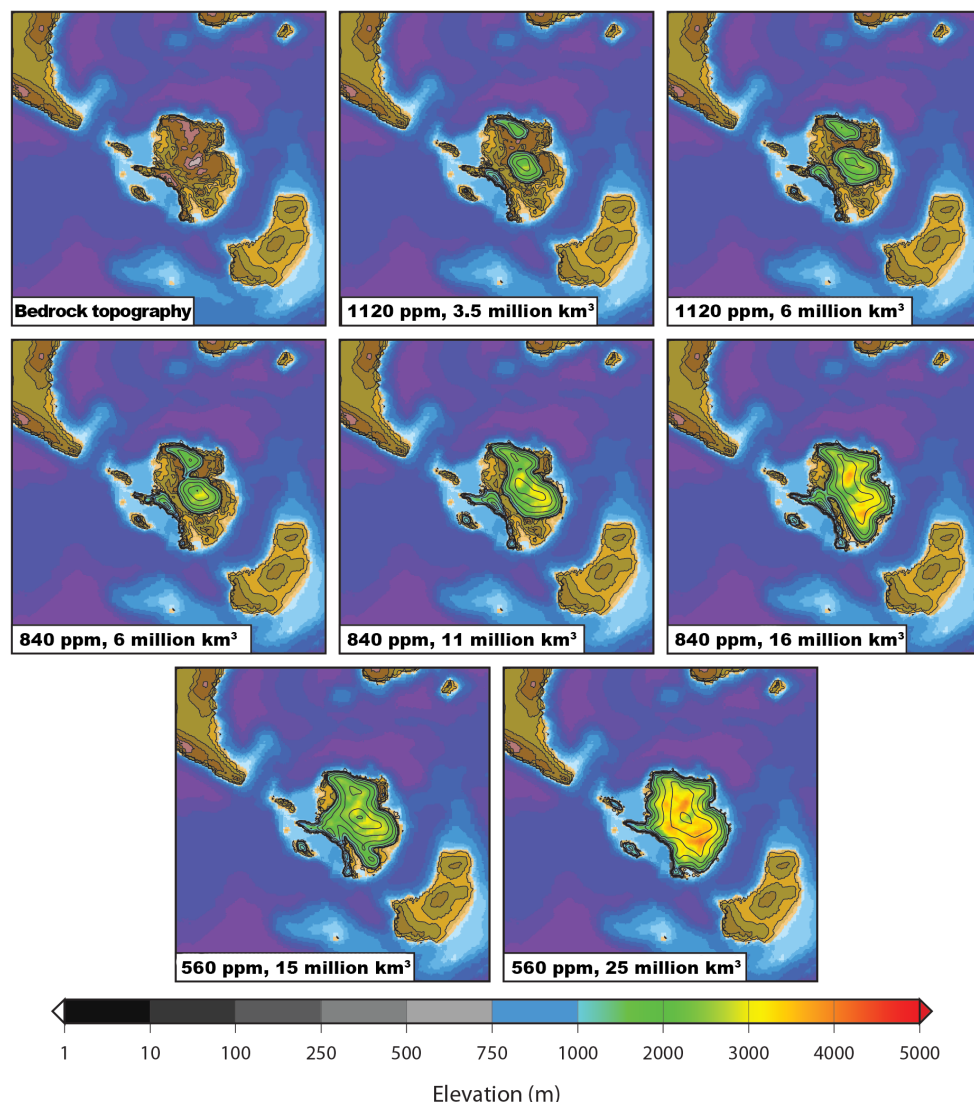 Bedrock topography
1120 ppm, 3.5 million km³
1120 ppm, 6 million km³
840 ppm, 6 million km³
840 ppm, 11 million km³
840 ppm, 16 million km³
560 ppm, 15 million km³
560 ppm, 25 million km³
1 10 100 250 500 750 1000 2000 3000 4000 5000
Elevation (m)